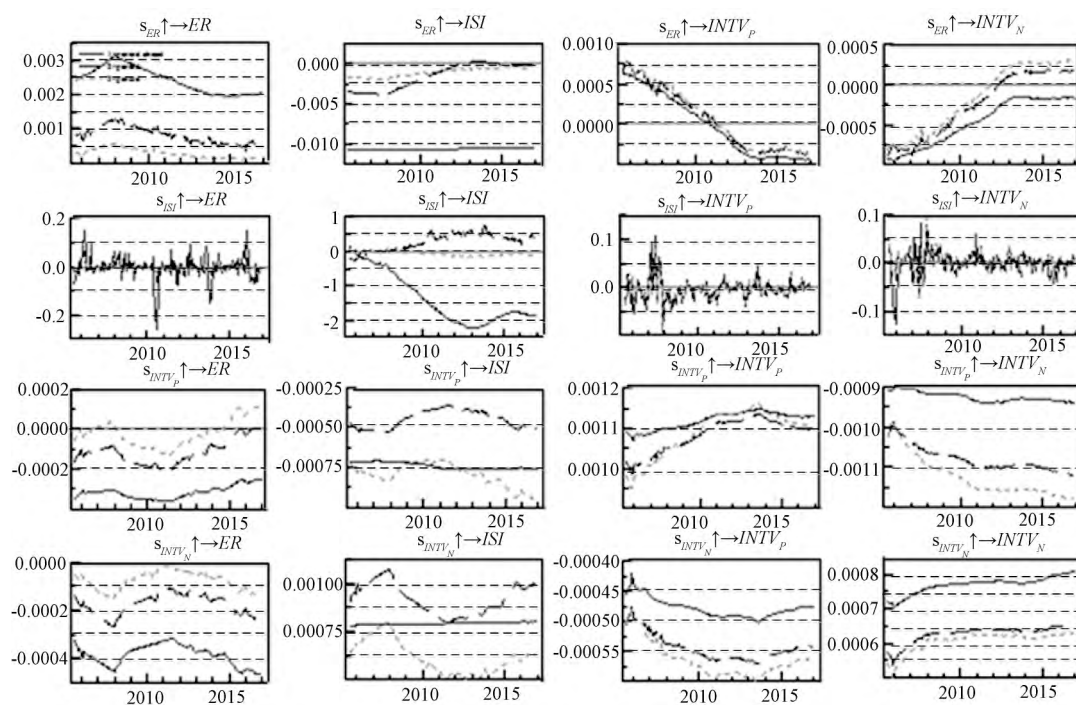 s_ER↑→ER s_ER↑→ISI s_ER↑→INTV_P s_ER↑→INTV_N
0.003 0.000 0.0010 0.0005
0.002 -0.005 0.0005 0.0000
0.001 -0.010 0.0000 -0.0005
2010 2015 2010 2015 2010 2015 2010 2015
s_ISI↑→ER s_ISI↑→ISI s_ISI↑→INTV_P s_ISI↑→INTV_N
0.2 1 0.1 0.1
0.0 0 0.0 0.0
-0.2 -1 -0.1
-2
2010 2015 2010 2015 2010 2015 2010 2015
s_INTV_P↑→ER s_INTV_P↑→ISI s_INTV_P↑→INTV_P s_INTV_P↑→INTV_N
0.0002 -0.00025 0.0012 -0.0009
0.0000 -0.00050 0.0011 -0.0010
-0.0002 -0.00075 0.0010 -0.0011
-0.0004
2010 2015 2010 2015 2010 2015 2010 2015
s_INTV_N↑→ER s_INTV_N↑→ISI s_INTV_N↑→INTV_P s_INTV_N↑→INTV_N
0.0000 0.00100 -0.00040 0.0008
-0.0002 0.00075 -0.00045 0.0007
-0.0004 -0.00050 0.0006
-0.00055
2010 2015 2010 2015 2010 2015 2010 2015